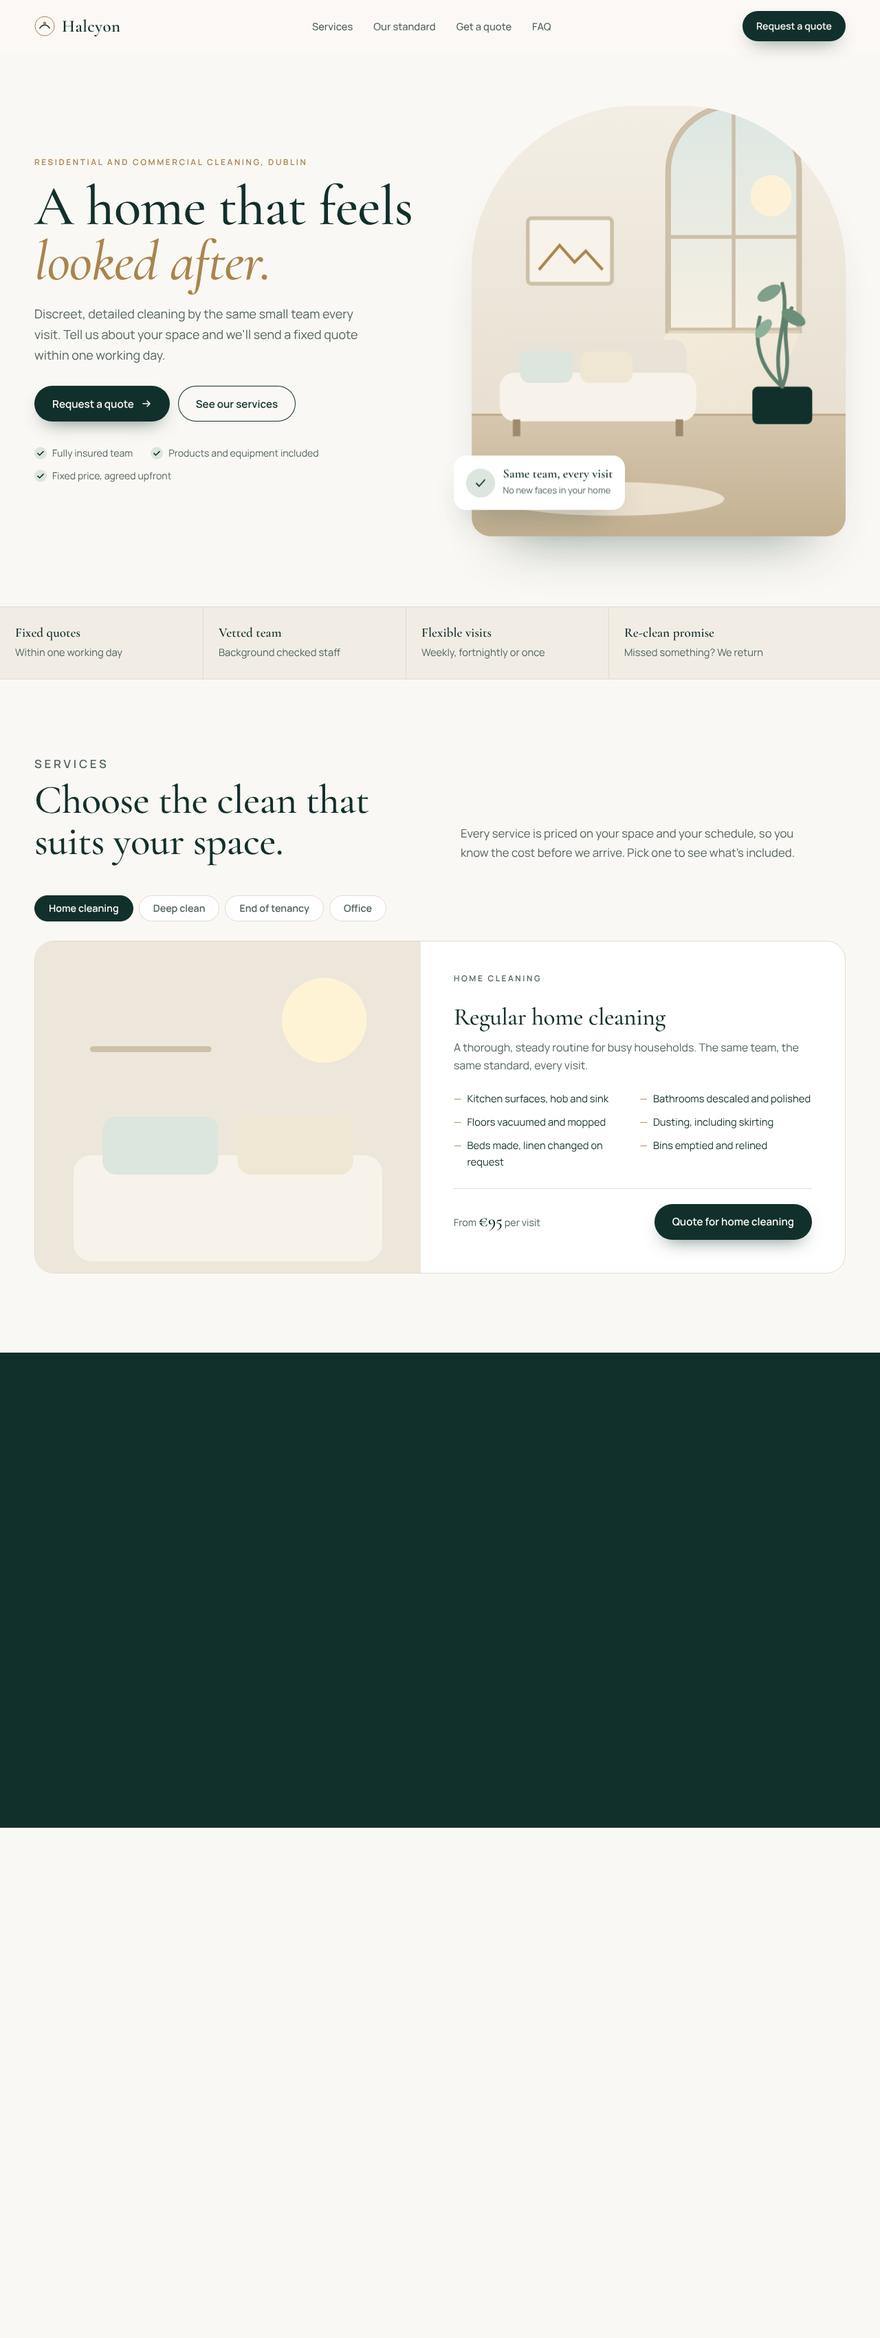 Halcyon
Services
Our standard
Get a quote
FAQ
Request a quote
RESIDENTIAL AND COMMERCIAL CLEANING, DUBLIN
A home that feels
looked after.
Discreet, detailed cleaning by the same small team every
visit. Tell us about your space and we'll send a fixed quote
within one working day.
Request a quote →
See our services
Fully insured team
Products and equipment included
Fixed price, agreed upfront
Same team, every visit
No new faces in your home
Fixed quotes
Within one working day
Vetted team
Background checked staff
Flexible visits
Weekly, fortnightly or once
Re-clean promise
Missed something? We return
SERVICES
Choose the clean that
suits your space.
Every service is priced on your space and your schedule, so you
know the cost before we arrive. Pick one to see what's included.
Home cleaning
Deep clean
End of tenancy
Office
HOME CLEANING
Regular home cleaning
A thorough, steady routine for busy households. The same team, the
same standard, every visit.
— Kitchen surfaces, hob and sink
— Bathrooms descaled and polished
— Floors vacuumed and mopped
— Dusting, including skirting
— Beds made, linen changed on
request
— Bins emptied and relined
From €95 per visit
Quote for home cleaning